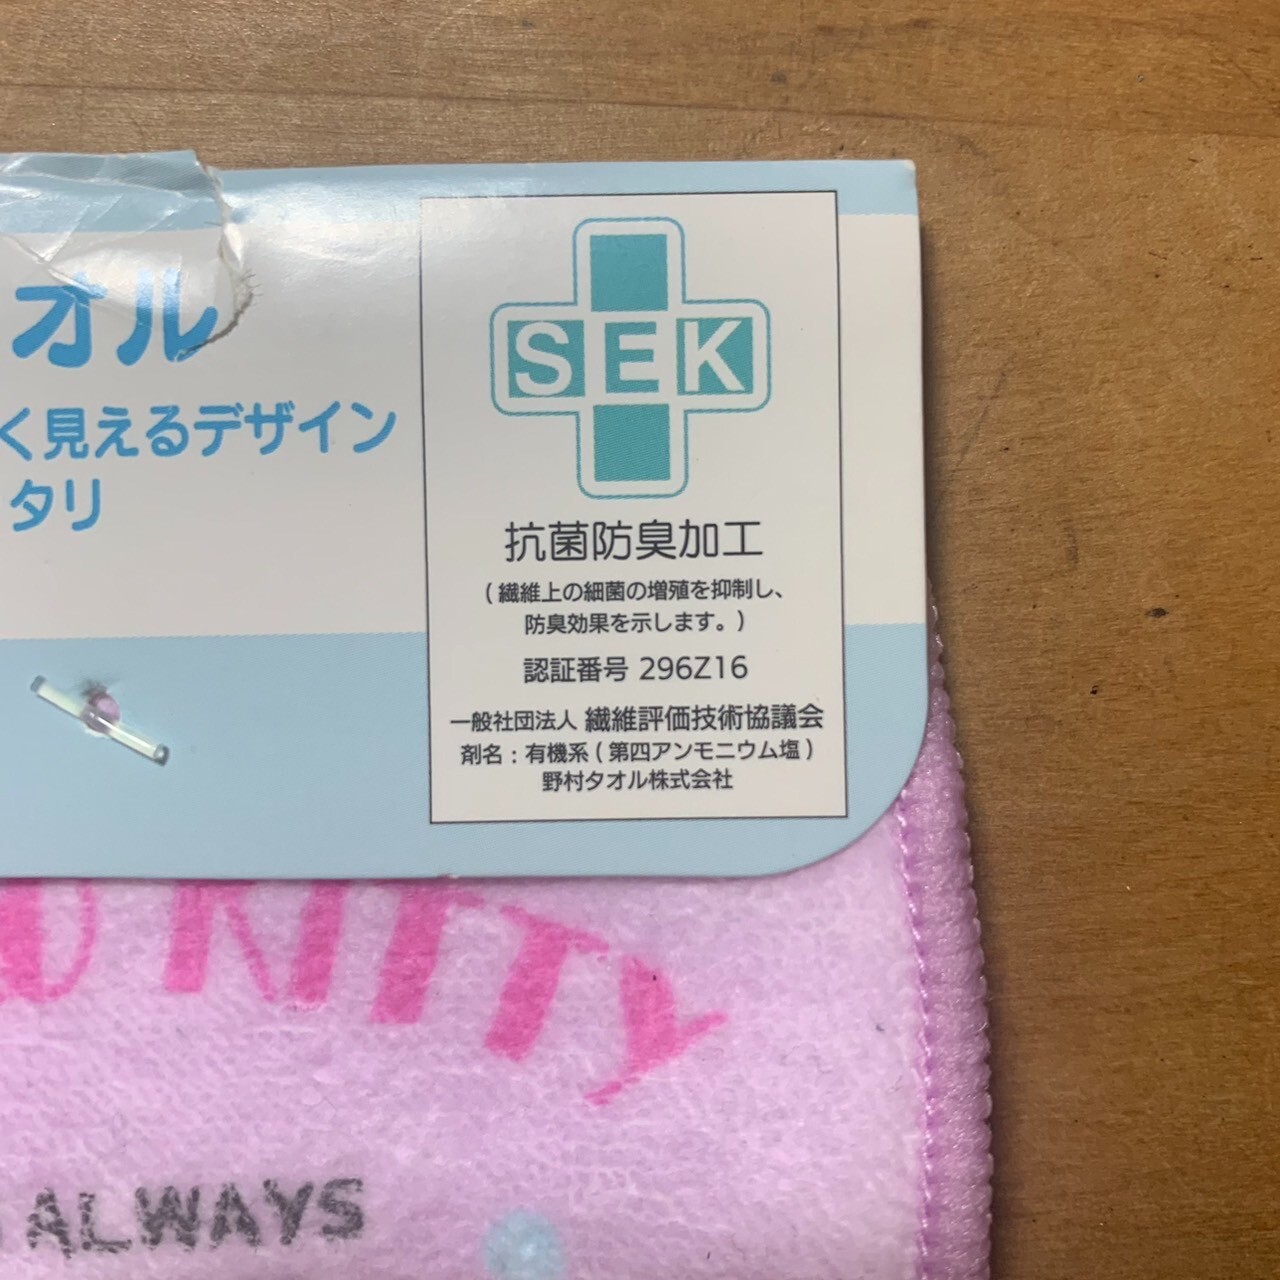 オル
く見えるデザイン
タリ
SEK
抗菌防臭加工
(繊維上の細菌の増殖を抑制し、
防臭効果を示します。)
認証番号 296Z16
一般社団法人 繊維評価技術協議会
剤名:有機系(第四アンモニウム塩)
野村タオル株式会社
KITTY
ALWAYS